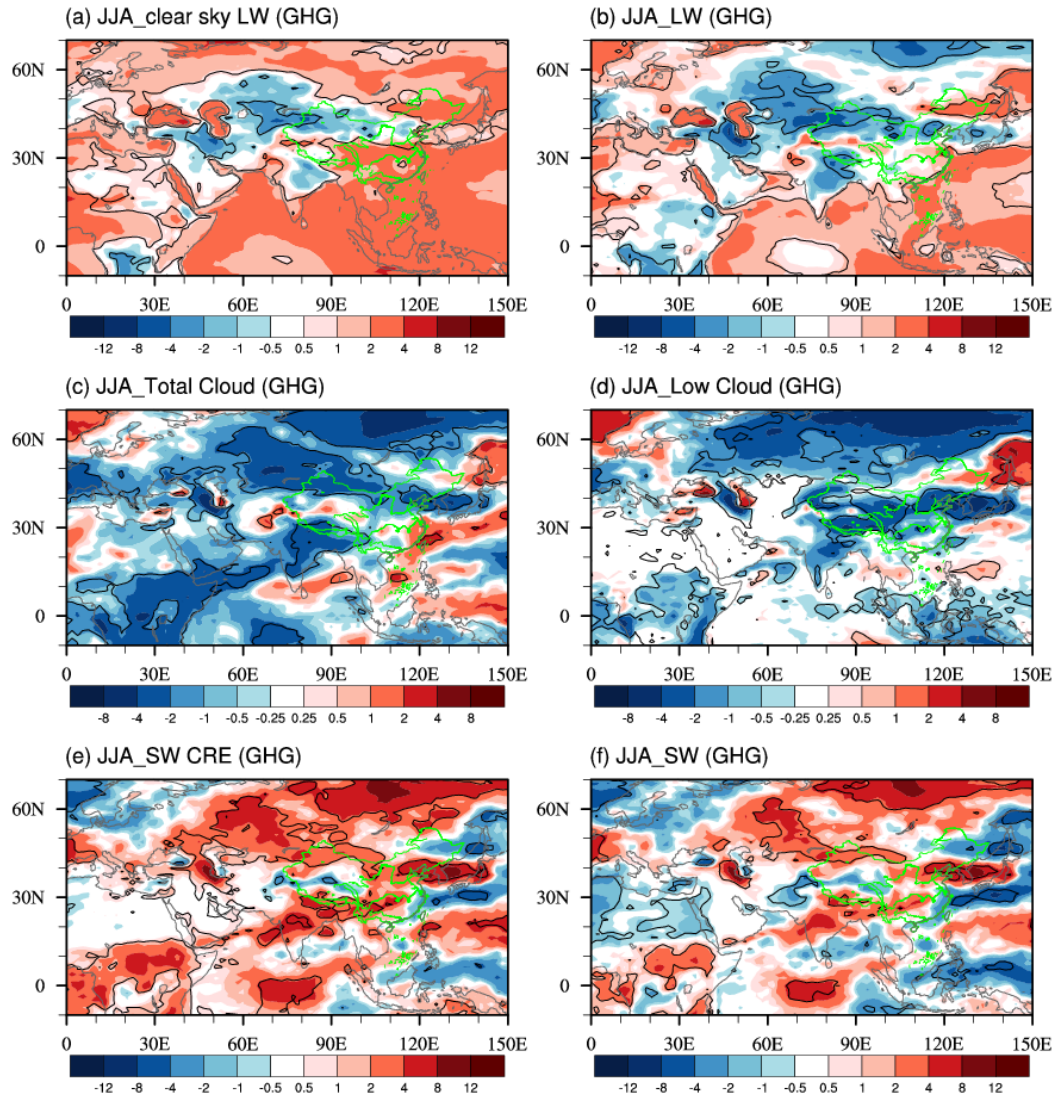 (a) JJA_clear sky LW (GHG)
(b) JJA_LW (GHG)
60N
30N
0
60N
30N
0
0 30E 60E 90E 120E 150E
0 30E 60E 90E 120E 150E
-12 -8 -4 -2 -1 -0.5 0.5 1 2 4 8 12
-12 -8 -4 -2 -1 -0.5 0.5 1 2 4 8 12
(c) JJA_Total Cloud (GHG)
(d) JJA_Low Cloud (GHG)
60N
30N
0
60N
30N
0
0 30E 60E 90E 120E 150E
0 30E 60E 90E 120E 150E
-8 -4 -2 -1 -0.5 -0.25 0.25 0.5 1 2 4 8
-8 -4 -2 -1 -0.5 -0.25 0.25 0.5 1 2 4 8
(e) JJA_SW CRE (GHG)
(f) JJA_SW (GHG)
60N
30N
0
60N
30N
0
0 30E 60E 90E 120E 150E
0 30E 60E 90E 120E 150E
-12 -8 -4 -2 -1 -0.5 0.5 1 2 4 8 12
-12 -8 -4 -2 -1 -0.5 0.5 1 2 4 8 12